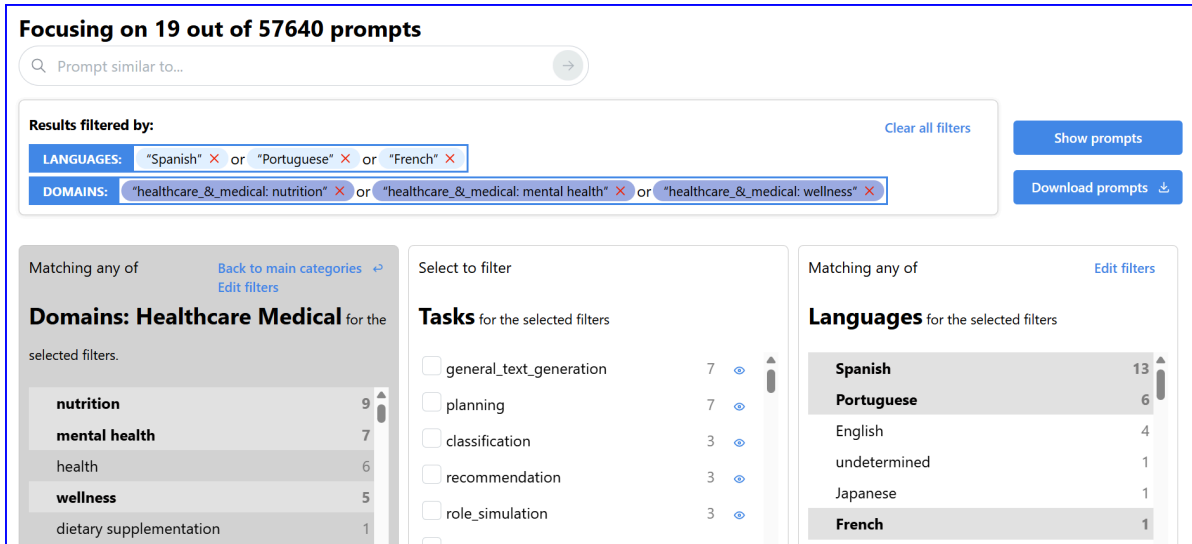 Focusing on 19 out of 57640 prompts
Prompt similar to...
Results filtered by:
Clear all filters
LANGUAGES: "Spanish" × or "Portuguese" × or "French" ×
DOMAINS: "healthcare_&_medical: nutrition" × or "healthcare_&_medical: mental health" × or "healthcare_&_medical: wellness" ×
Show prompts
Download prompts
Matching any of
Back to main categories
Edit filters
Domains: Healthcare Medical for the
selected filters.
nutrition 9
mental health 7
health 6
wellness 5
dietary supplementation 1
Select to filter
Tasks for the selected filters
general_text_generation 7
planning 7
classification 3
recommendation 3
role_simulation 3
Matching any of
Edit filters
Languages for the selected filters
Spanish 13
Portuguese 6
English 4
undetermined 1
Japanese 1
French 1